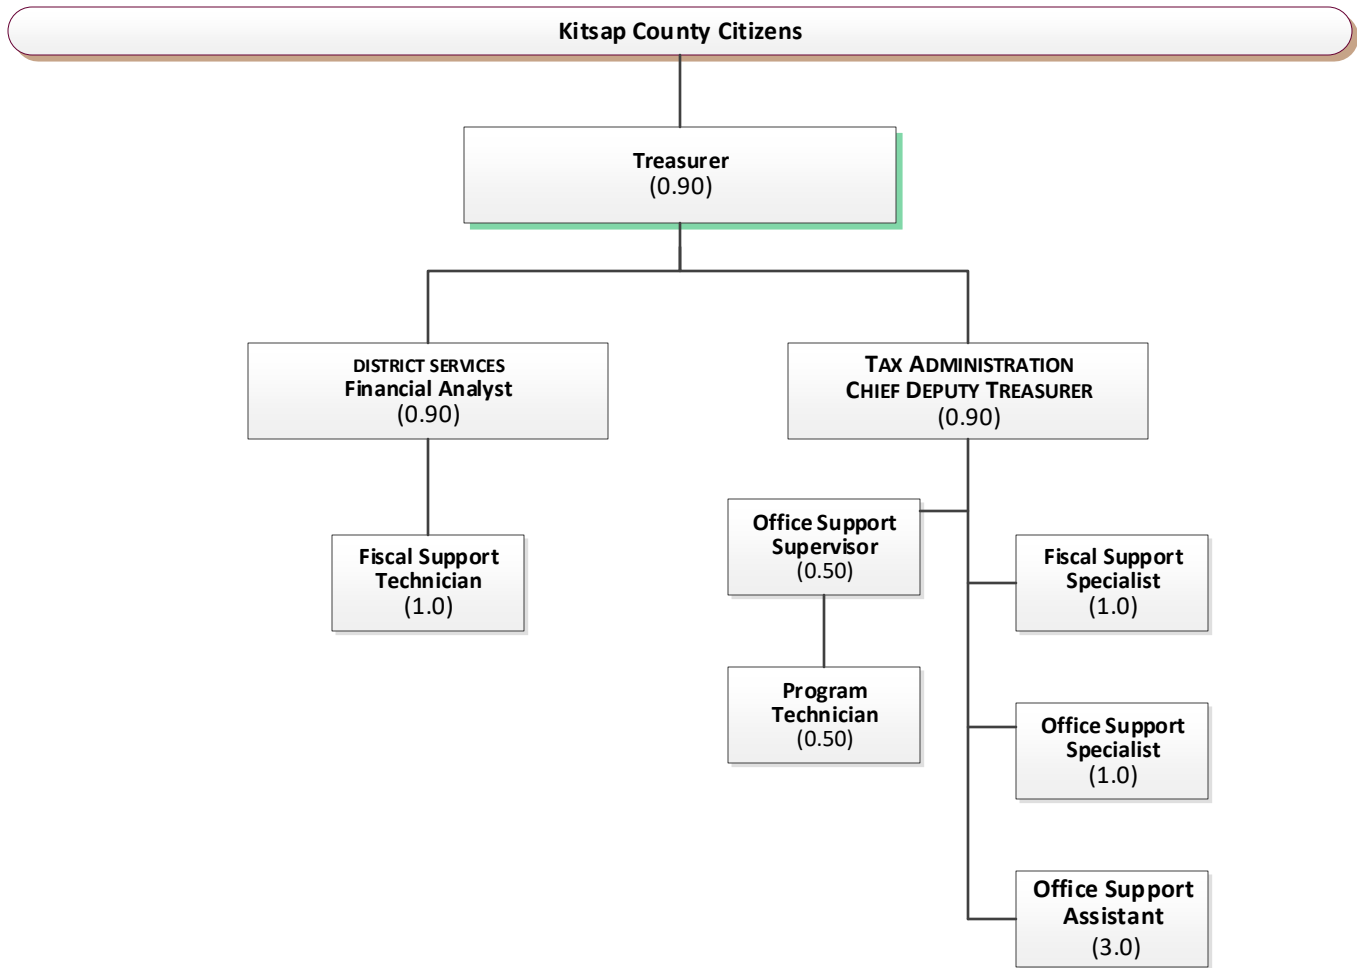 Kitsap County Citizens
Treasurer
(0.90)
DISTRICT SERVICES
Financial Analyst
(0.90)
TAX ADMINISTRATION
CHIEF DEPUTY TREASURER
(0.90)
Fiscal Support
Technician
(1.0)
Office Support
Supervisor
(0.50)
Program
Technician
(0.50)
Fiscal Support
Specialist
(1.0)
Office Support
Specialist
(1.0)
Office Support
Assistant
(3.0)